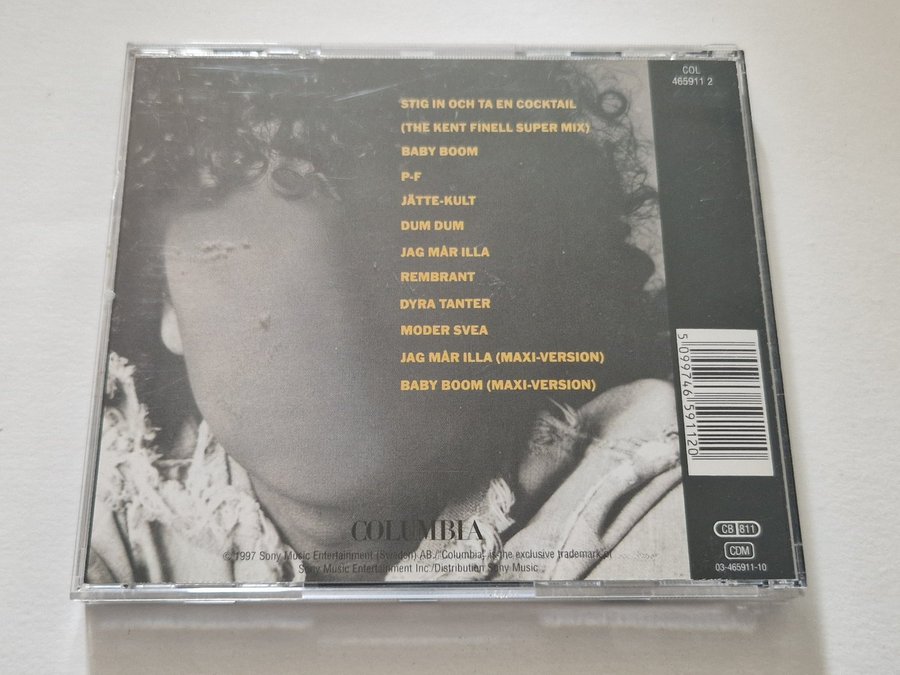 COL
465911 2
STIG IN OCH TA EN COCKTAIL
(THE KENT FINELL SUPER MIX)
BABY BOOM
P-F
JÄTTE-KULT
DUM DUM
JAG MÅR ILLA
REMBRANT
DYRA TANTER
MODER SVEA
JAG MÅR ILLA (MAXI-VERSION)
BABY BOOM (MAXI-VERSION)
5 099746 591120
COLUMBIA
© 1997 Sony Music Entertainment (Sweden) AB./"Columbia" is the exclusive trademark of
Sony Music Entertainment Inc./Distribution Sony Music
CB 811
CDM
03-465911-10